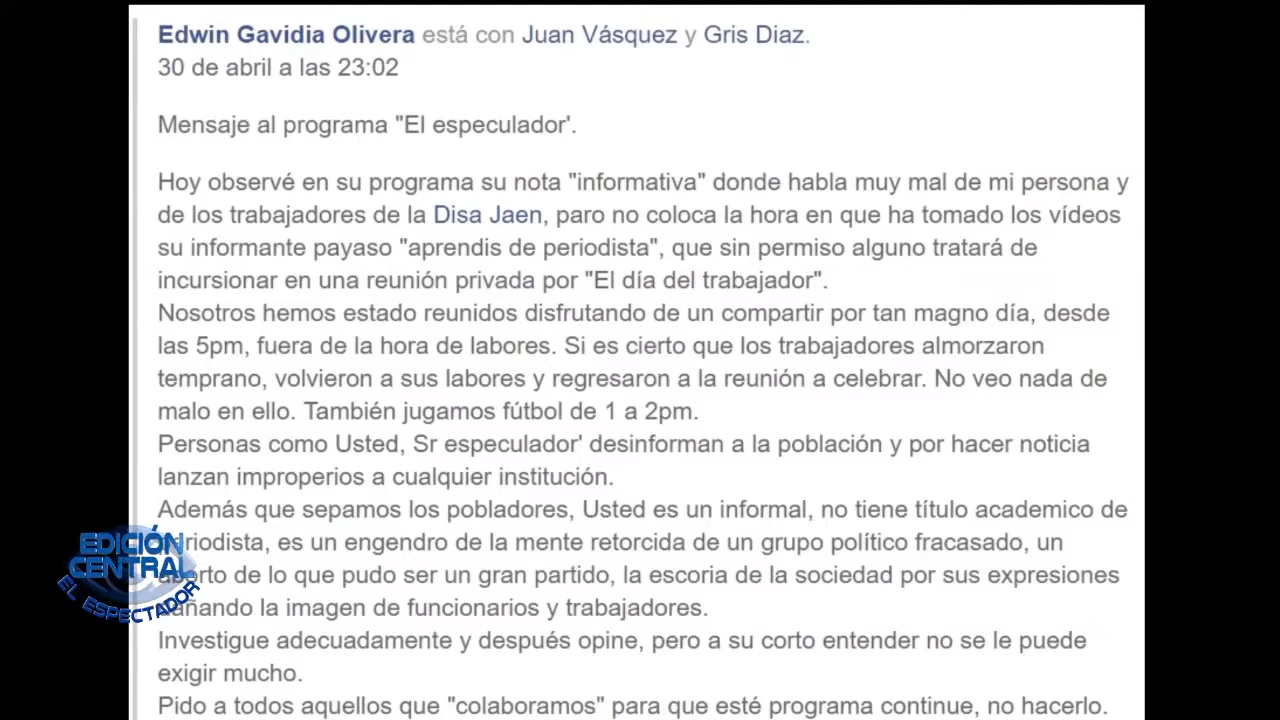 Edwin Gavidia Olivera está con Juan Vásquez y Gris Diaz.
30 de abril a las 23:02
Mensaje al programa "El especulador'.
Hoy observé en su programa su nota "informativa" donde habla muy mal de mi persona y
de los trabajadores de la Disa Jaen, paro no coloca la hora en que ha tomado los vídeos
su informante payaso "aprendis de periodista", que sin permiso alguno tratará de
incursionar en una reunión privada por "El día del trabajador".
Nosotros hemos estado reunidos disfrutando de un compartir por tan magno día, desde
las 5pm, fuera de la hora de labores. Si es cierto que los trabajadores almorzaron
temprano, volvieron a sus labores y regresaron a la reunión a celebrar. No veo nada de
malo en ello. También jugamos fútbol de 1 a 2pm.
Personas como Usted, Sr especulador' desinforman a la población y por hacer noticia
lanzan improperios a cualquier institución.
Además que sepamos los pobladores, Usted es un informal, no tiene título academico de
riodista, es un engendro de la mente retorcida de un grupo político fracasado, un
aborto de lo que pudo ser un gran partido, la escoria de la sociedad por sus expresiones
dañando la imagen de funcionarios y trabajadores.
Investigue adecuadamente y después opine, pero a su corto entender no se le puede
exigir mucho.
Pido a todos aquellos que "colaboramos" para que esté programa continue, no hacerlo.
EDICIÓN
CENTRAL
EL ESPECTADOR